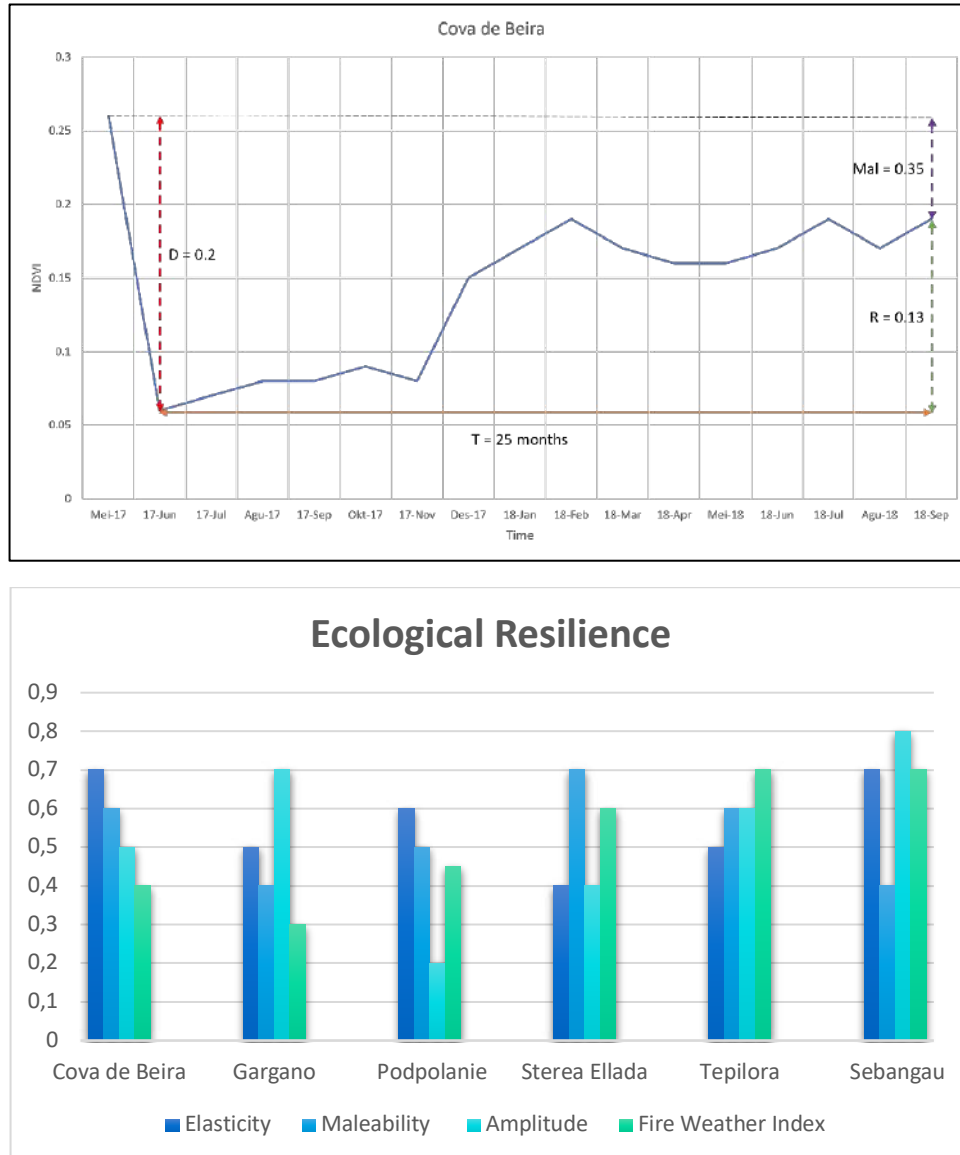 Cova de Beira
0.3
0.25
0.2
0.15
0.1
0.05
0
NDVI
D = 0.2
Mal = 0.35
R = 0.13
T = 25 months
Mei-17 17-Jun 17-Jul Agu-17 17-Sep Okt-17 17-Nov Des-17 18-Jan 18-Feb 18-Mar 18-Apr Mei-18 18-Jun 18-Jul Agu-18 18-Sep
Time
Ecological Resilience
0,9
0,8
0,7
0,6
0,5
0,4
0,3
0,2
0,1
0
Cova de Beira Gargano Podpolanie Sterea Ellada Tepilora Sebangau
Elasticity Maleability Amplitude Fire Weather Index